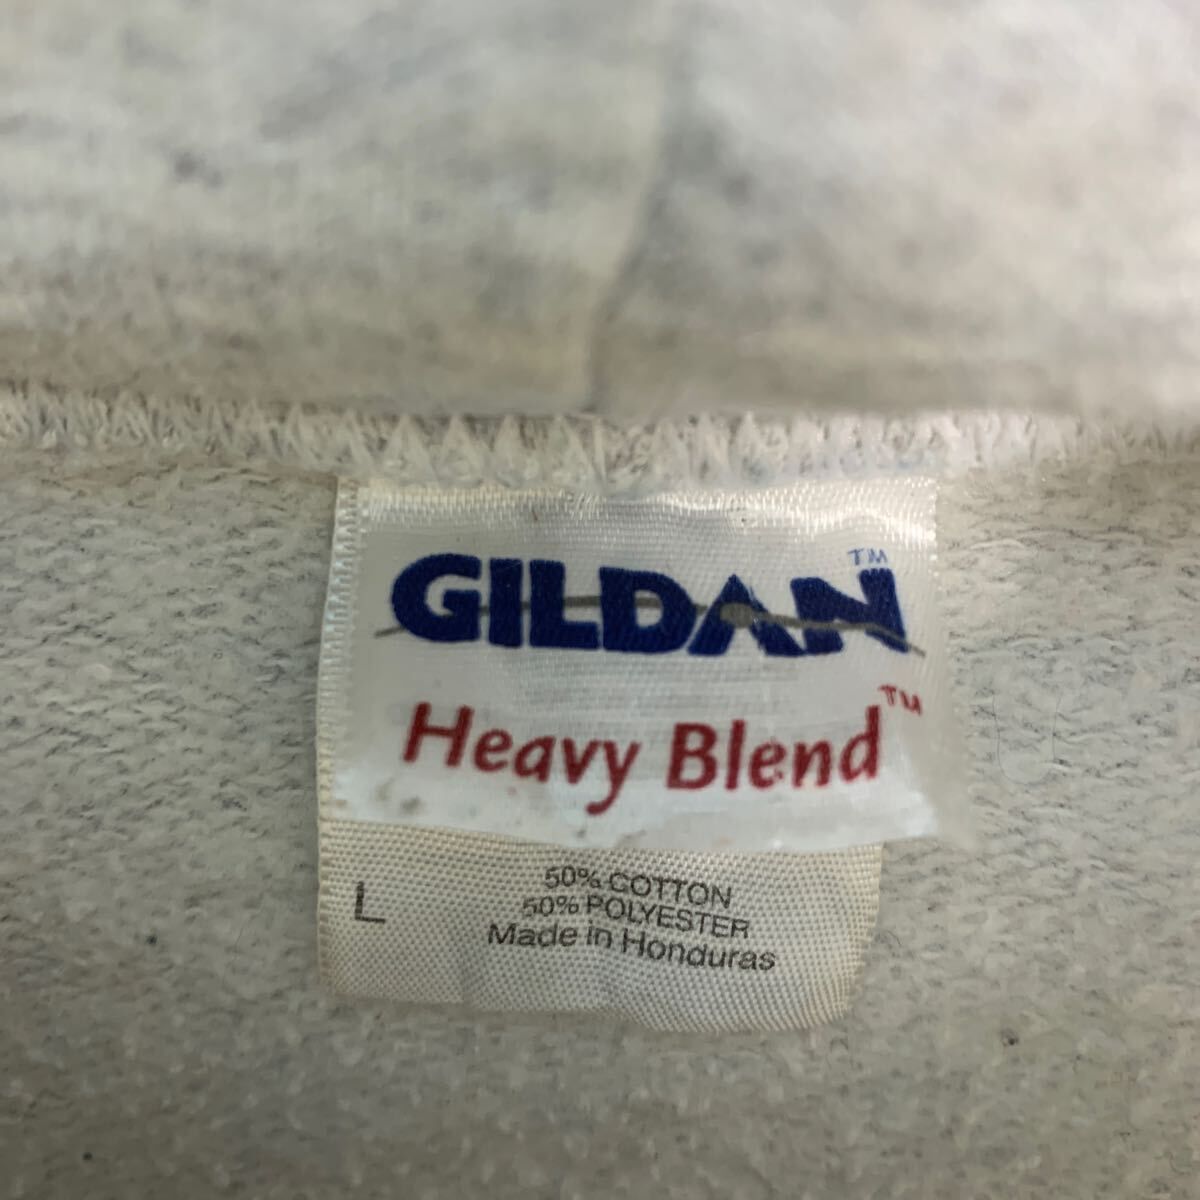 GILDAN™
Heavy Blend™
L
50% COTTON
50% POLYESTER
Made in Honduras